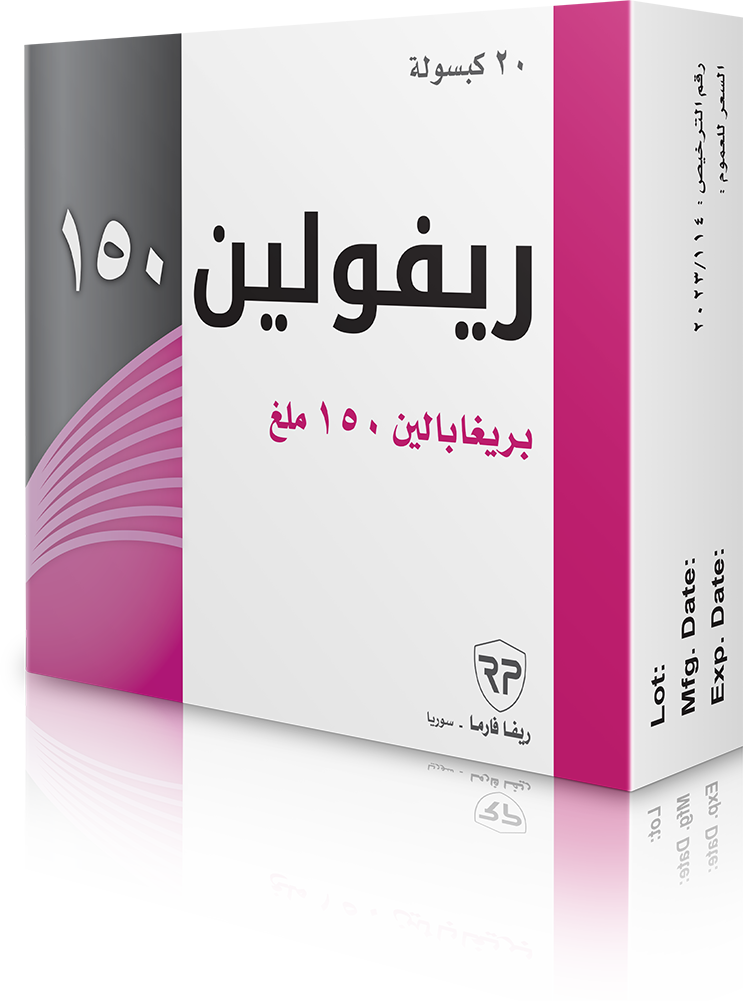 ٢٠ كبسولة
ريفولين ١٥٠
بريغابالين ١٥٠ ملغ
RP
ريفا فارما - سوريا
رقم الترخيص : ٢٠٢٣/١١٤
السعر للعموم :
Lot:
Mfg. Date:
Exp. Date: